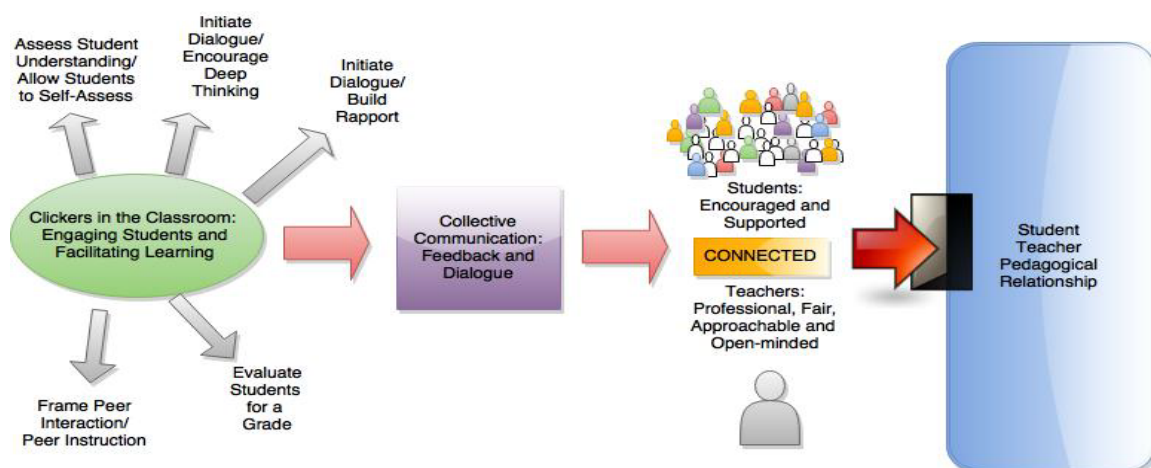 Assess Student
Understanding/
Allow Students
to Self-Assess
Initiate
Dialogue/
Encourage
Deep
Thinking
Initiate
Dialogue/
Build
Rapport
Clickers in the Classroom:
Engaging Students and
Facilitating Learning
Frame Peer
Interaction/
Peer Instruction
Evaluate
Students
for a
Grade
Collective
Communication:
Feedback and
Dialogue
Students:
Encouraged and
Supported
CONNECTED
Teachers:
Professional, Fair,
Approachable and
Open-minded
Student
Teacher
Pedagogical
Relationship